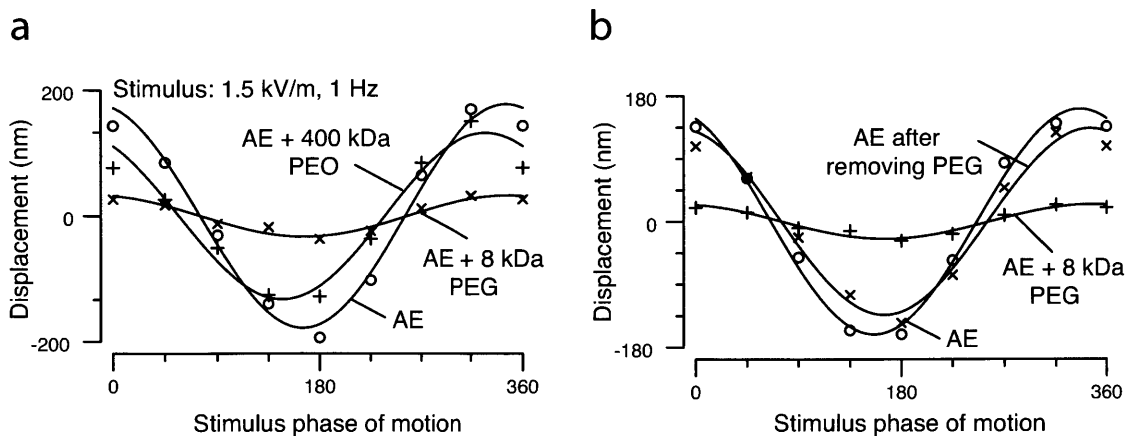 a
Stimulus: 1.5 kV/m, 1 Hz
200
0
-200
Displacement (nm)
AE + 400 kDa
PEO
AE + 8 kDa
PEG
AE
0
180
360
Stimulus phase of motion
b
180
0
-180
Displacement (nm)
AE after
removing PEG
AE + 8 kDa
PEG
AE
0
180
360
Stimulus phase of motion